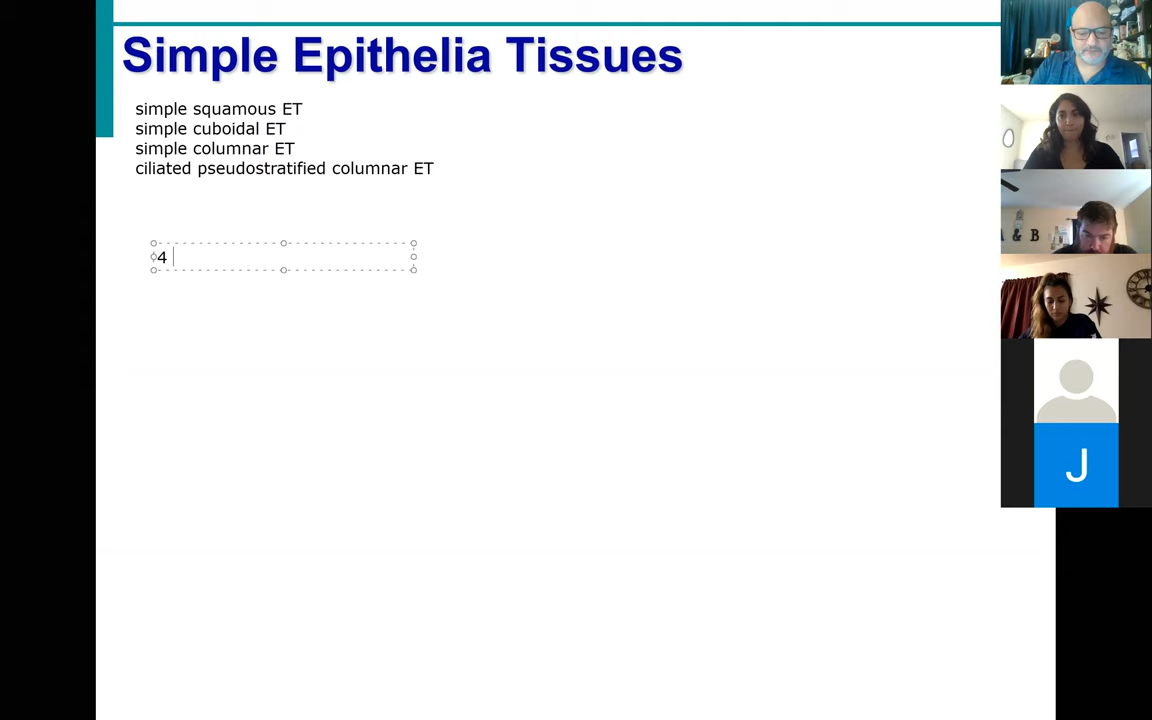 Simple Epithelia Tissues
simple squamous ET
simple cuboidal ET
simple columnar ET
ciliated pseudostratified columnar ET
4
& B
J